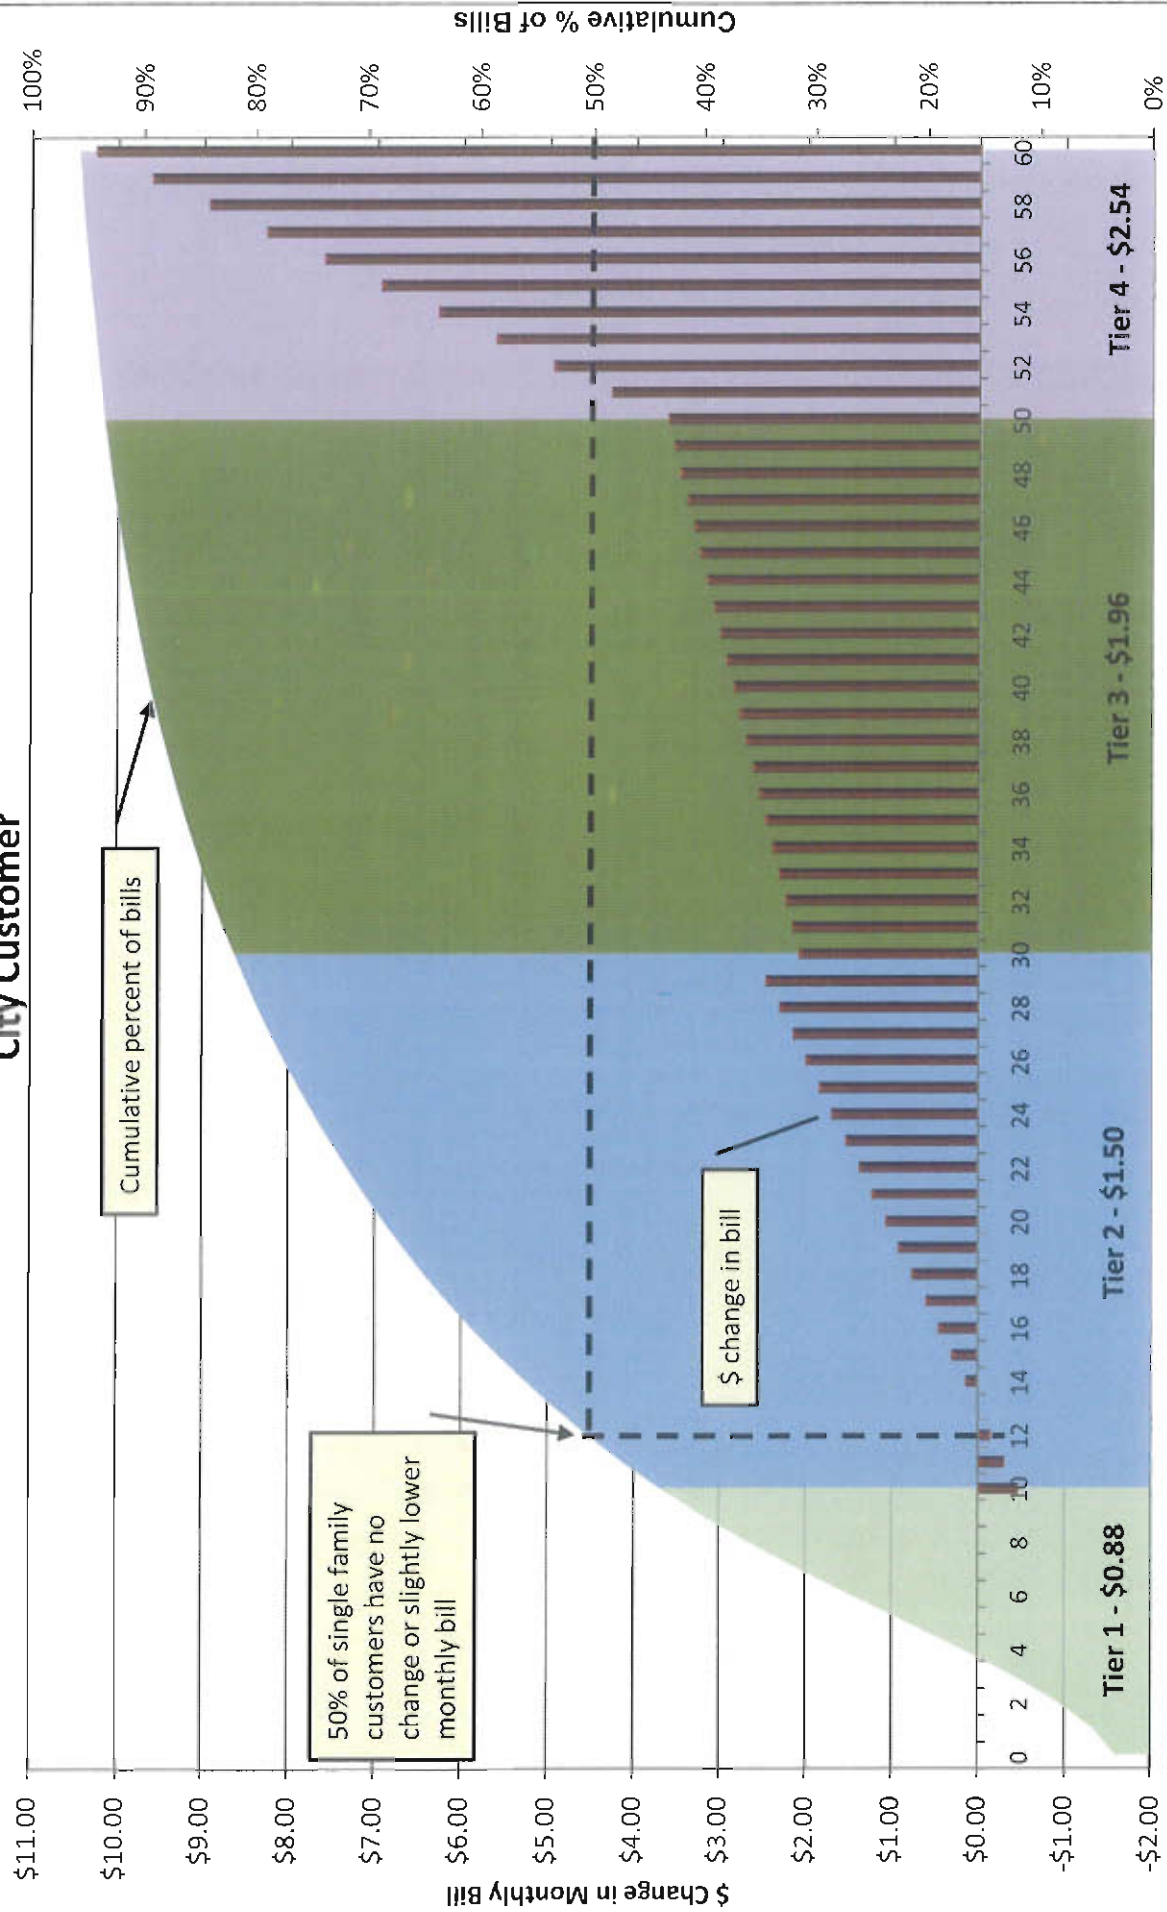 City Customer
$11.00
$10.00
$9.00
$8.00
$7.00
$6.00
$5.00
$4.00
$3.00
$2.00
$1.00
$0.00
-$1.00
-$2.00
$ Change in Monthly Bill
100%
90%
80%
70%
60%
50%
40%
30%
20%
10%
0%
Cumulative % of Bills
Cumulative percent of bills
50% of single family
customers have no
change or slightly lower
monthly bill
$ change in bill
0 2 4 6 8 10 12 14 16 18 20 22 24 26 28 30 32 34 36 38 40 42 44 46 48 50 52 54 56 58 60
Tier 1 - $0.88
Tier 2 - $1.50
Tier 3 - $1.96
Tier 4 - $2.54